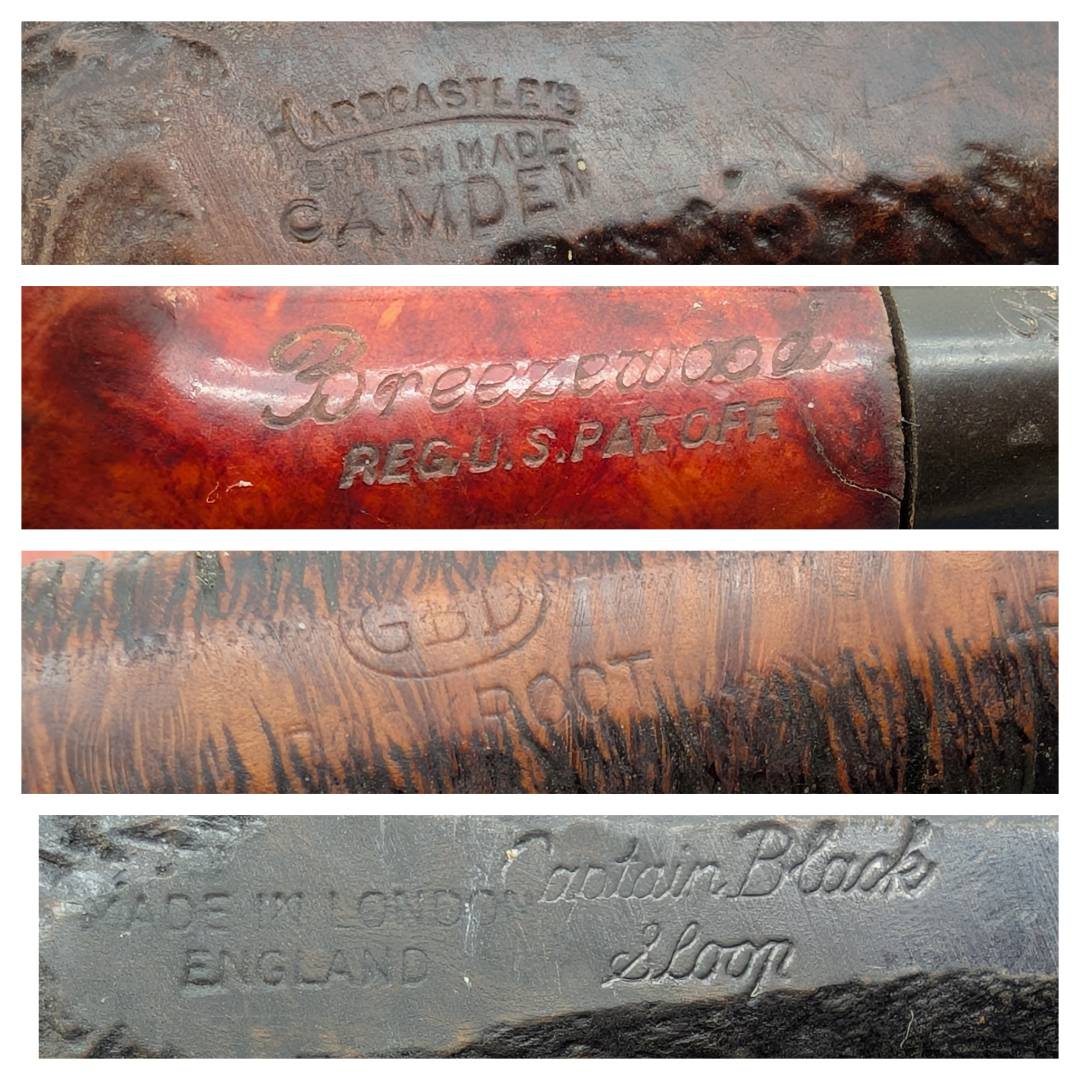 HARDCASTLE'S
BRITISH MADE
CAMDEN
Breezewood
REG.U.S.PAT.OFF.
GBD
ROOT
MADE IN LONDON
ENGLAND
Captain Black
Sloop